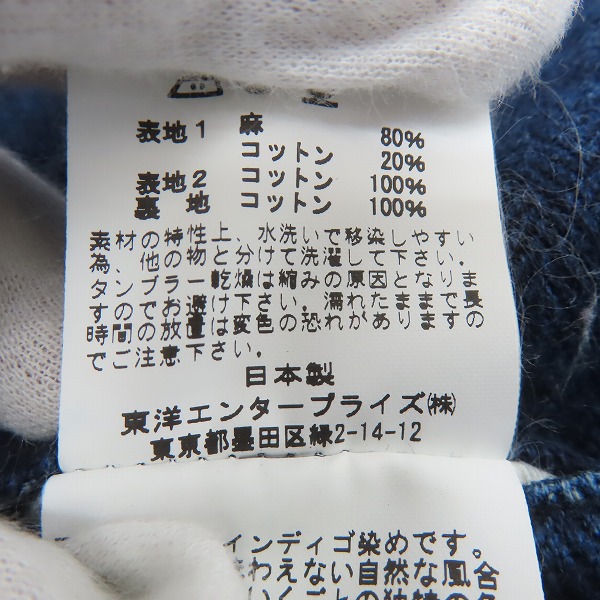 表地1 麻 80%
コットン 20%
表地2 コットン 100%
裏地 コットン 100%
素材の特性上、水洗いで移染しやすい
為、他の物と分けて洗濯して下さい。
タンブラー乾燥は縮みの原因となりま
すのでお避け下さい。濡れたままで長
時間の放置は変色の恐れがありますの
でご注意下さい。
日本製
東洋エンタープライズ㈱
東京都墨田区緑2-14-12
インディゴ染めです。
わえない自然な風合
いくごとの独特の